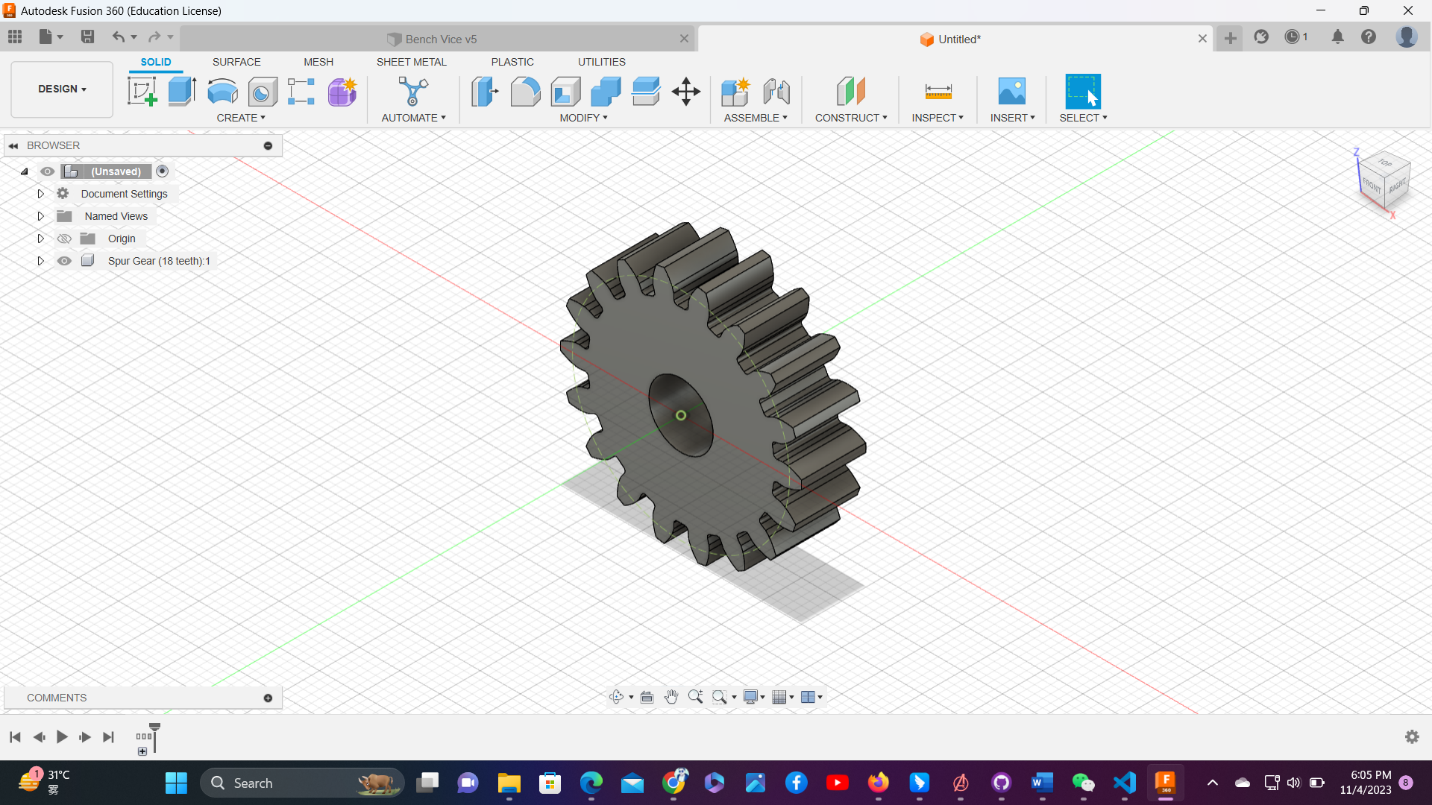 Autodesk Fusion 360 (Education License)
Bench Vice v5
Untitled*
1
DESIGN
SOLID SURFACE MESH SHEET METAL PLASTIC UTILITIES
CREATE AUTOMATE MODIFY ASSEMBLE CONSTRUCT INSPECT INSERT SELECT
BROWSER
(Unsaved)
Document Settings
Named Views
Origin
Spur Gear (18 teeth):1
Z
TOP
FRONT
RIGHT
X
COMMENTS
1
31°C
雾
Search
F
360
6:05 PM
11/4/2023
8